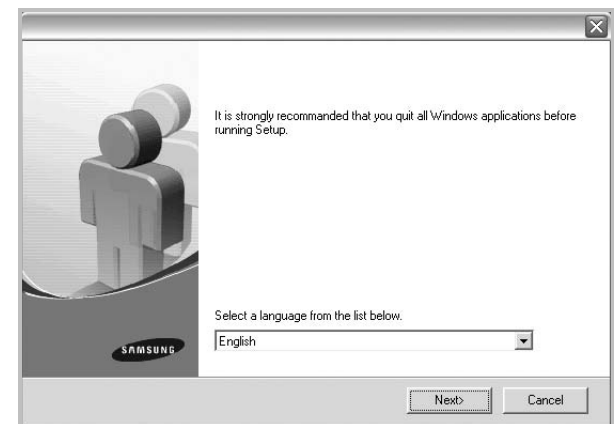 It is strongly recommanded that you quit all Windows applications before
running Setup.
Select a language from the list below.
English
SAMSUNG
Next>
Cancel